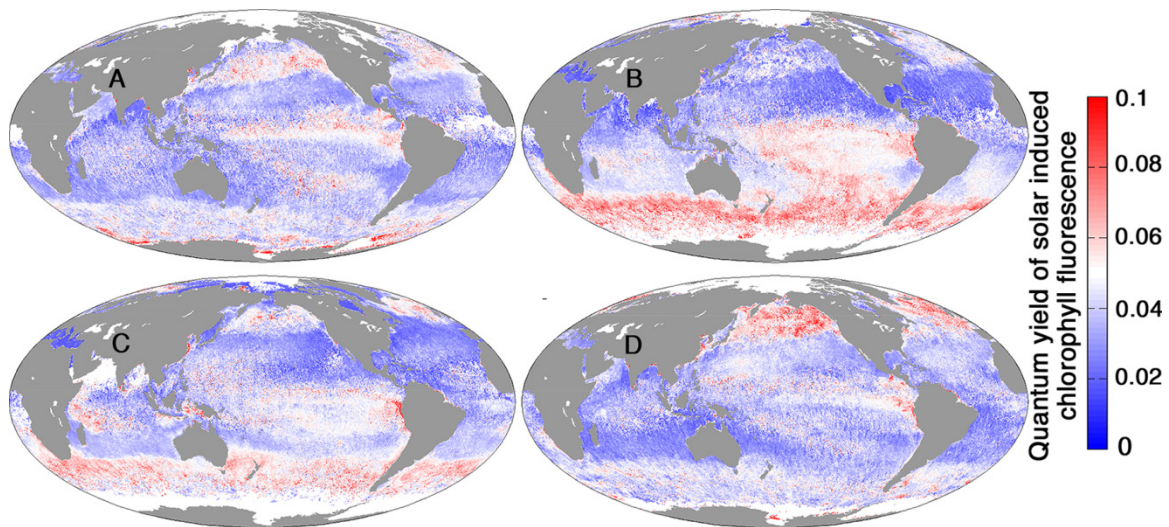 A
B
C
D
Quantum yield of solar induced
chlorophyll fluorescence
0.1
0.08
0.06
0.04
0.02
0